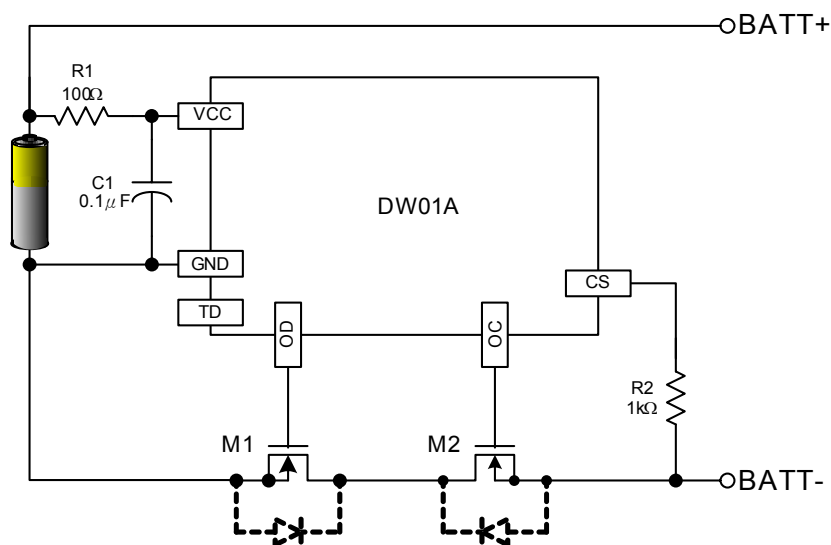 BATT+
R1
100Ω
VCC
C1
0.1μF
DW01A
GND
CS
TD
OD
OC
R2
1kΩ
M1
M2
BATT-